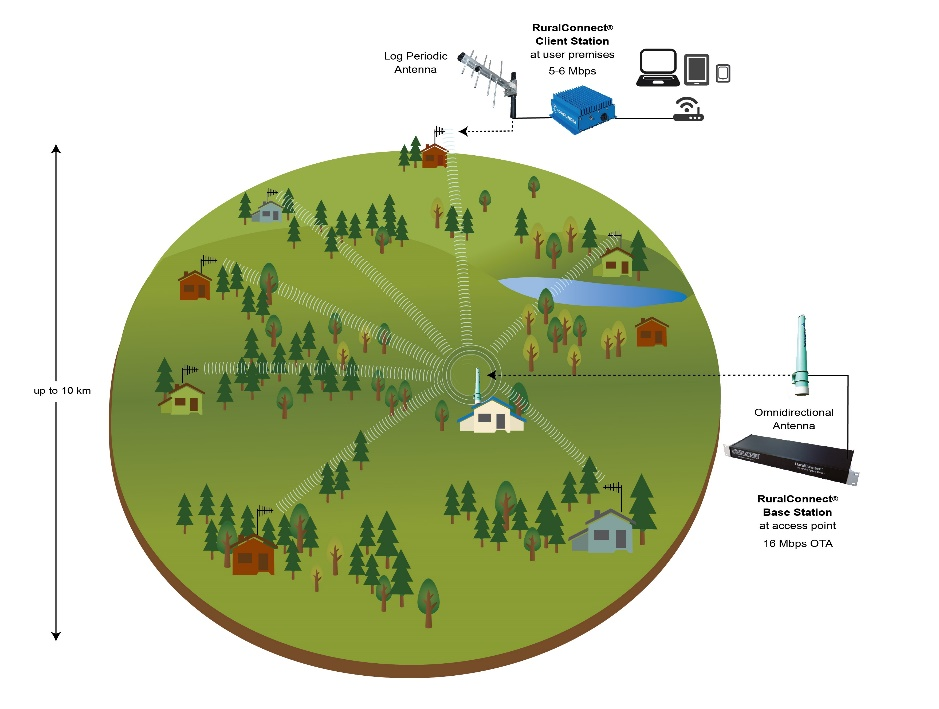 RuralConnect®
Client Station
at user premises
5-6 Mbps
Log Periodic
Antenna
up to 10 km
Omnidirectional
Antenna
RuralConnect®
Base Station
at access point
16 Mbps OTA